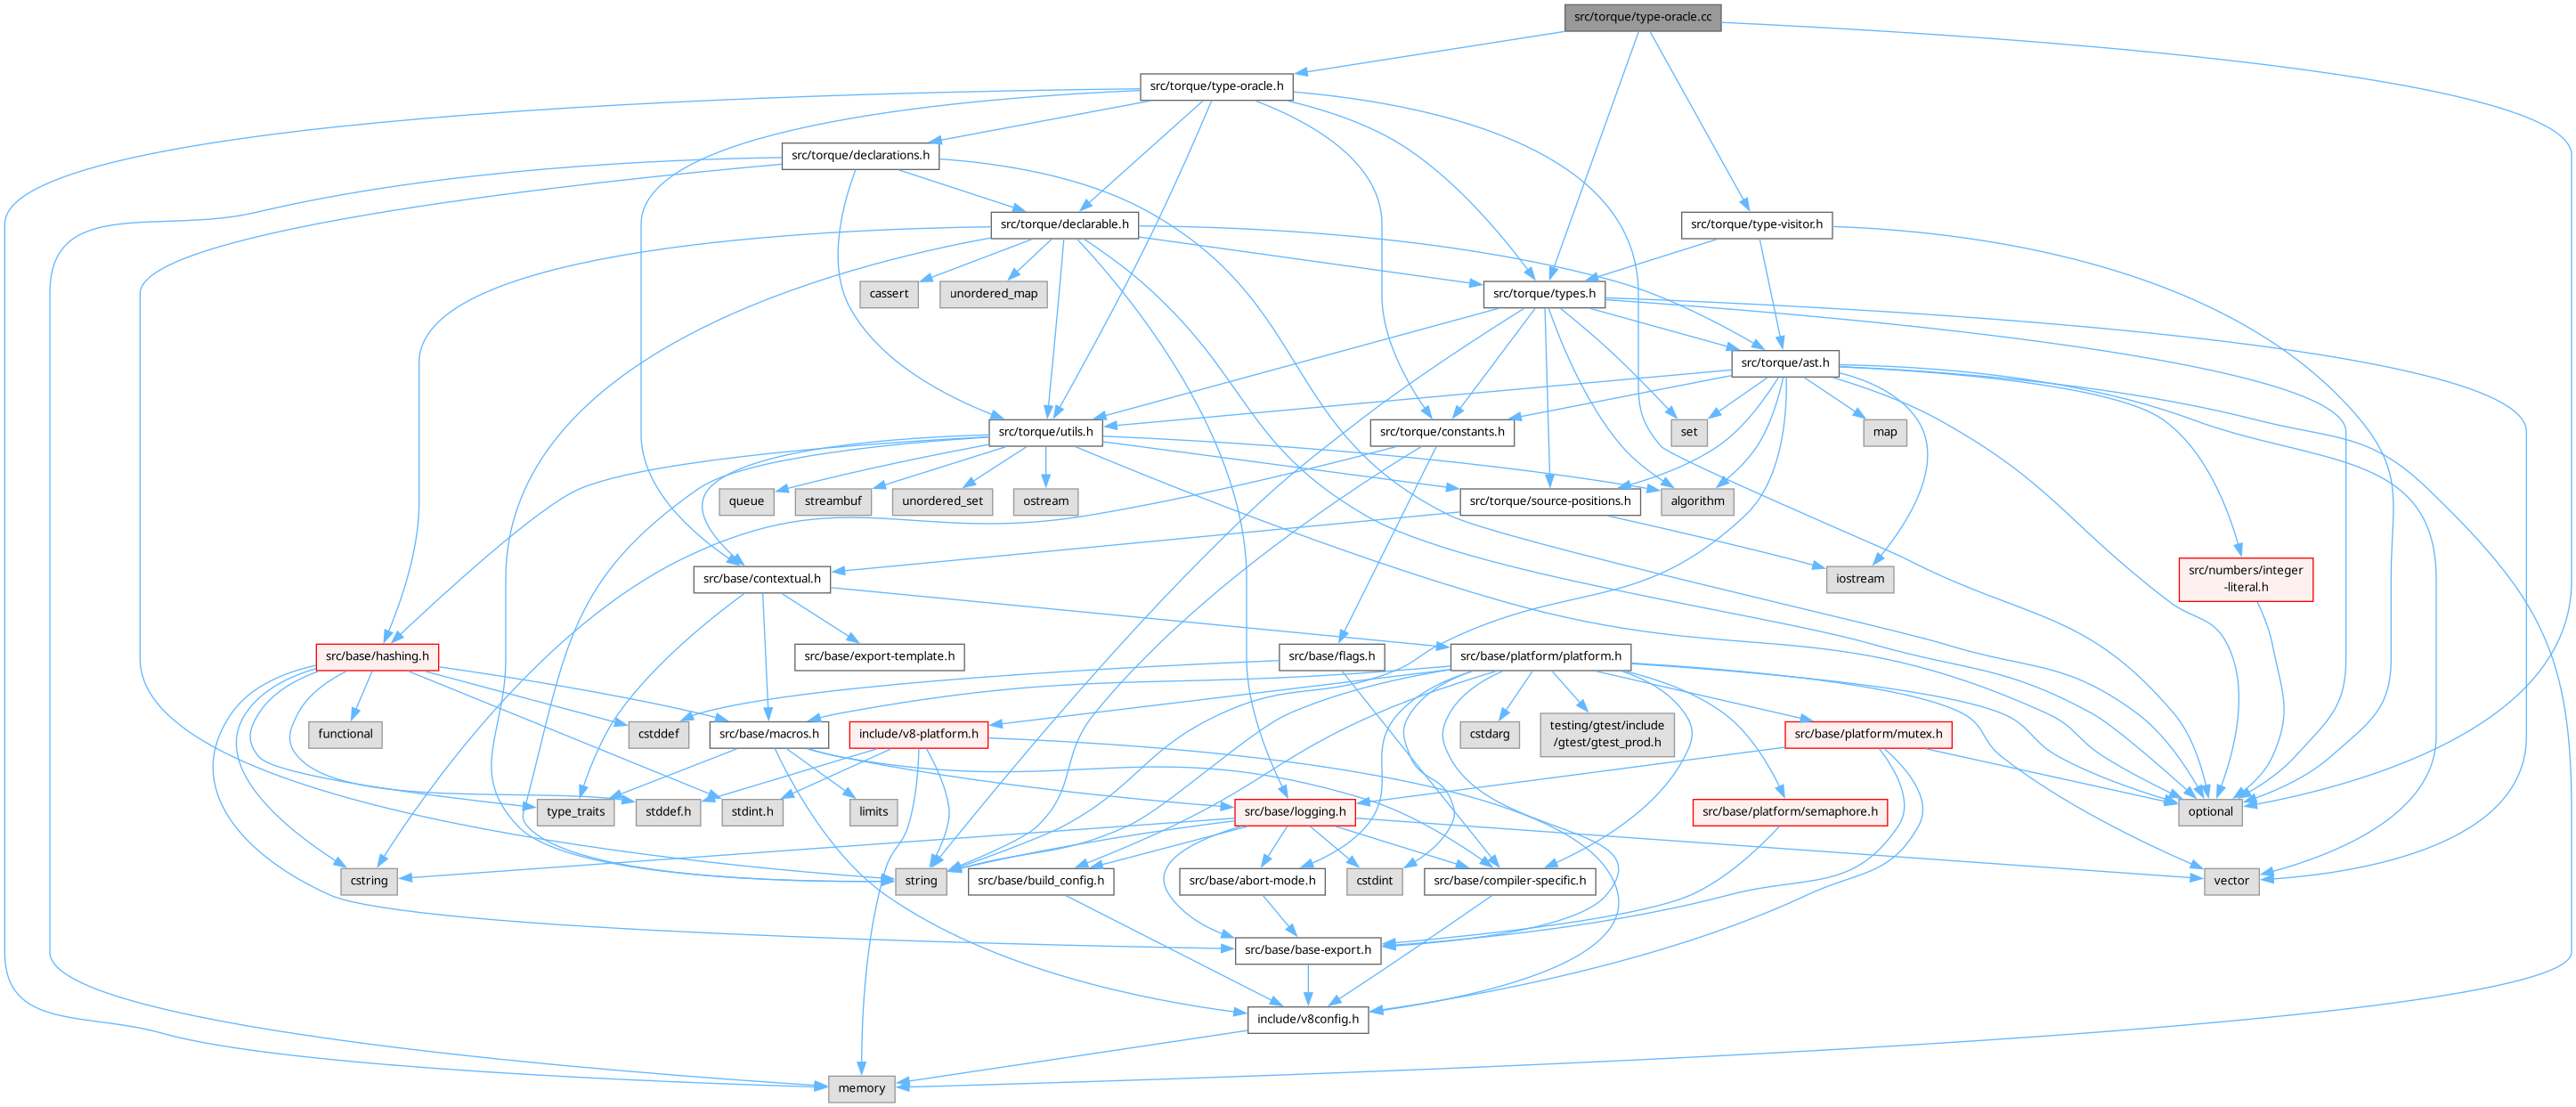 src/torque/type-oracle.cc
src/torque/type-oracle.h
src/torque/declarations.h
src/torque/declarable.h
src/torque/type-visitor.h
cassert
unordered_map
src/torque/types.h
src/torque/ast.h
src/torque/utils.h
src/torque/constants.h
set
map
queue
streambuf
unordered_set
ostream
src/torque/source-positions.h
algorithm
src/base/contextual.h
iostream
src/numbers/integer
-literal.h
src/base/hashing.h
src/base/export-template.h
src/base/flags.h
src/base/platform/platform.h
functional
cstddef
src/base/macros.h
include/v8-platform.h
cstdarg
testing/gtest/include
/gtest/gtest_prod.h
src/base/platform/mutex.h
type_traits
stddef.h
stdint.h
limits
src/base/logging.h
src/base/platform/semaphore.h
optional
cstring
string
src/base/build_config.h
src/base/abort-mode.h
cstdint
src/base/compiler-specific.h
vector
src/base/base-export.h
include/v8config.h
memory